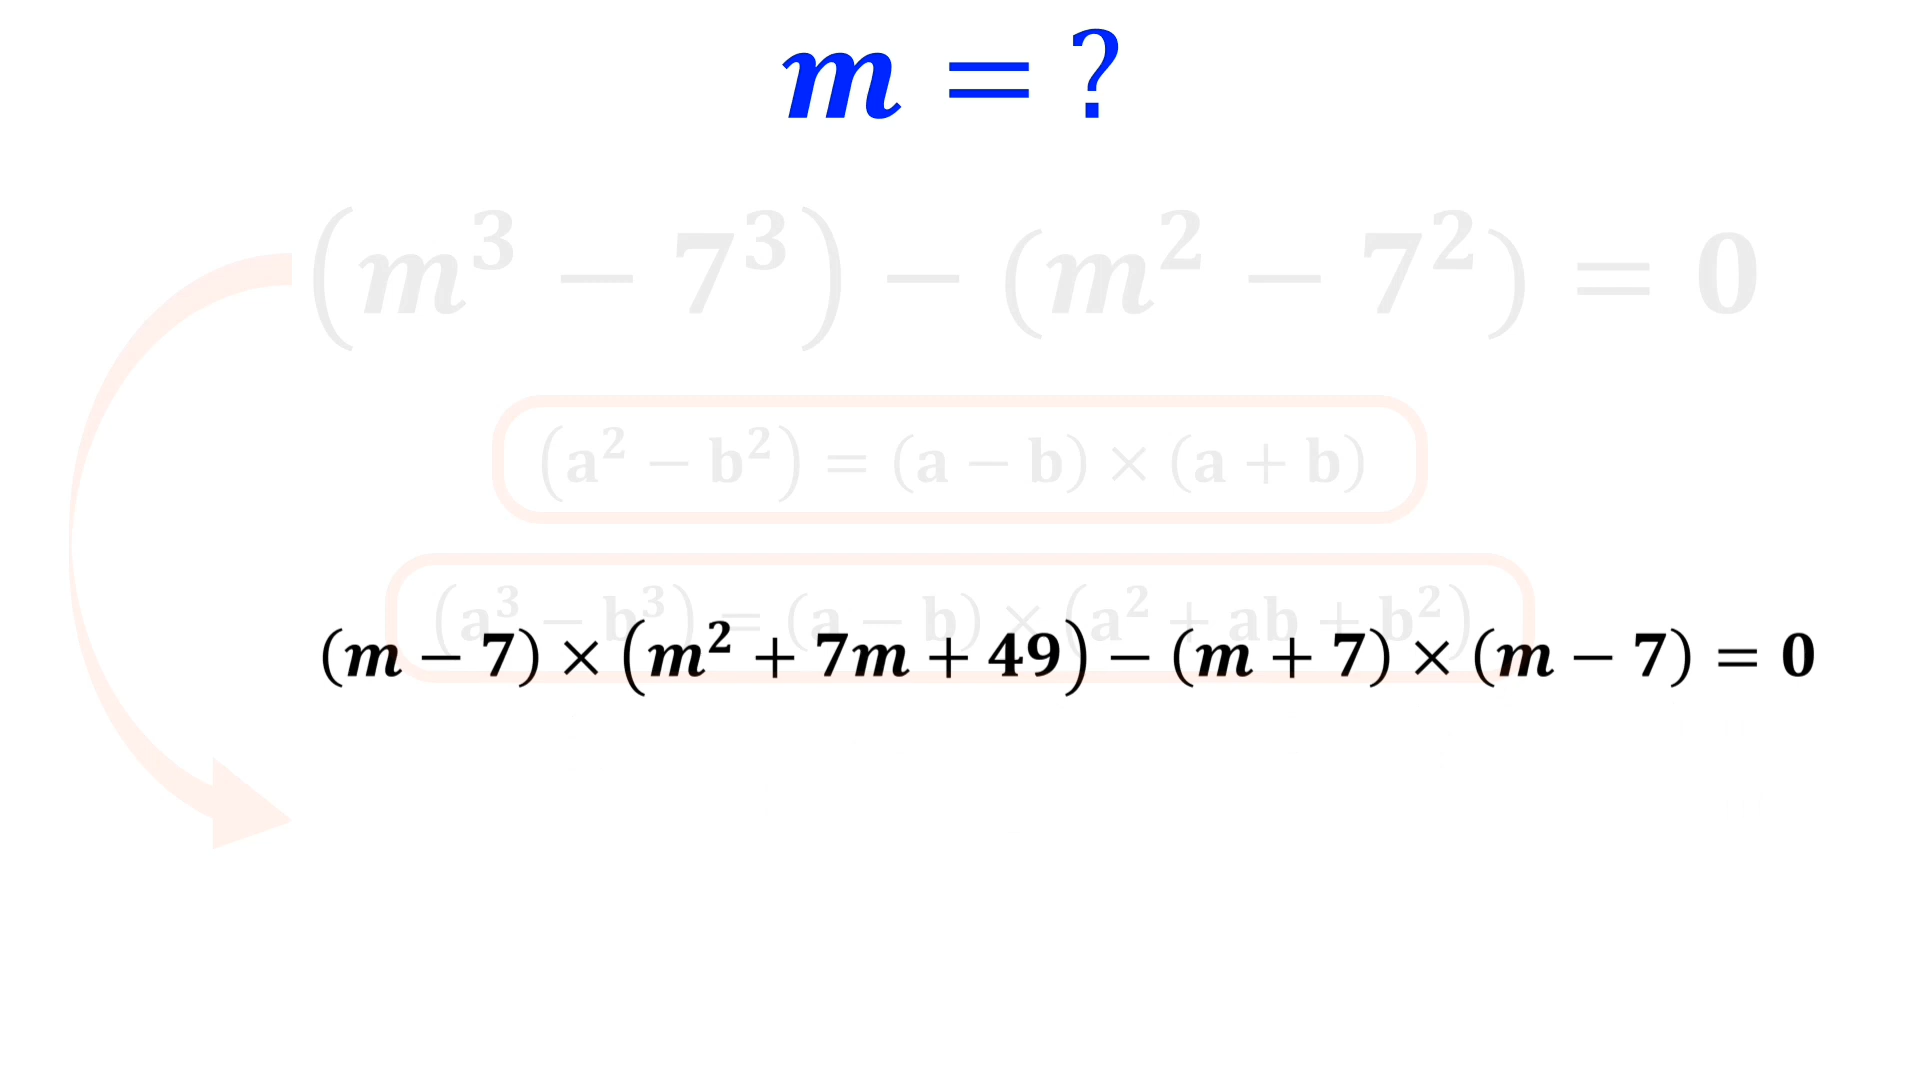 m = ?
(m³ − 7³) − (m² − 7²) = 0
(a² − b²) = (a − b) × (a + b)
(a³ − b³) = (a − b) × (a² + ab + b²)
(m − 7) × (m² + 7m + 49) − (m + 7) × (m − 7) = 0